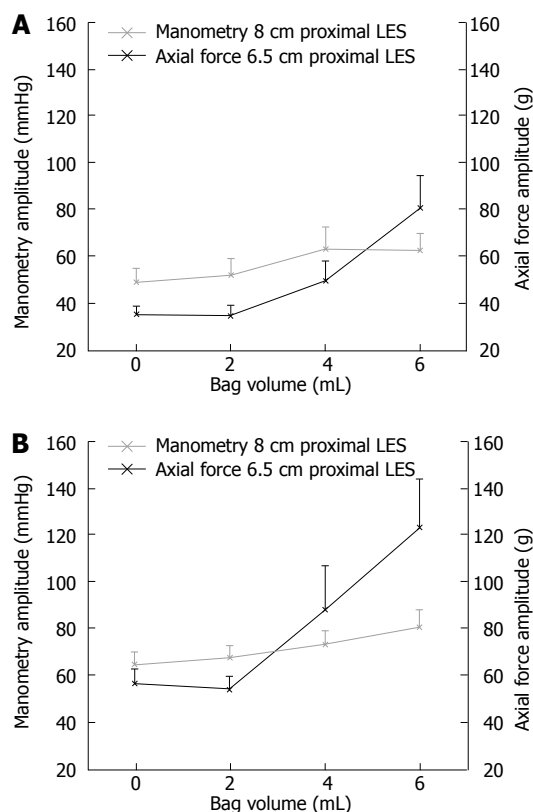 A
Manometry 8 cm proximal LES
Axial force 6.5 cm proximal LES
Manometry amplitude (mmHg)
160
140
120
100
80
60
40
20
Axial force amplitude (g)
160
140
120
100
80
60
40
20
0 2 4 6
Bag volume (mL)
B
Manometry 8 cm proximal LES
Axial force 6.5 cm proximal LES
Manometry amplitude (mmHg)
160
140
120
100
80
60
40
20
Axial force amplitude (g)
160
140
120
100
80
60
40
20
0 2 4 6
Bag volume (mL)